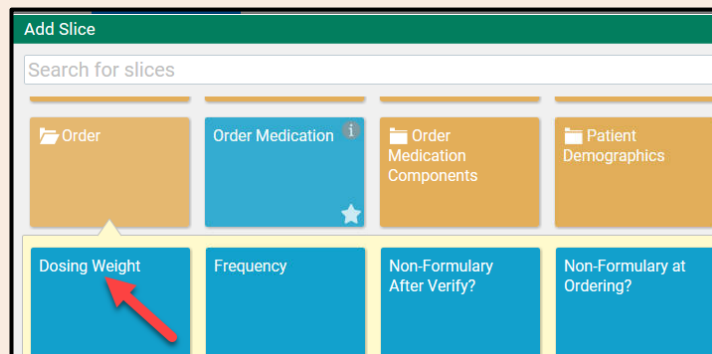 Add Slice
Search for slices
Order
Order Medication
i
Order
Medication
Components
Patient
Demographics
Dosing Weight
Frequency
Non-Formulary
After Verify?
Non-Formulary at
Ordering?